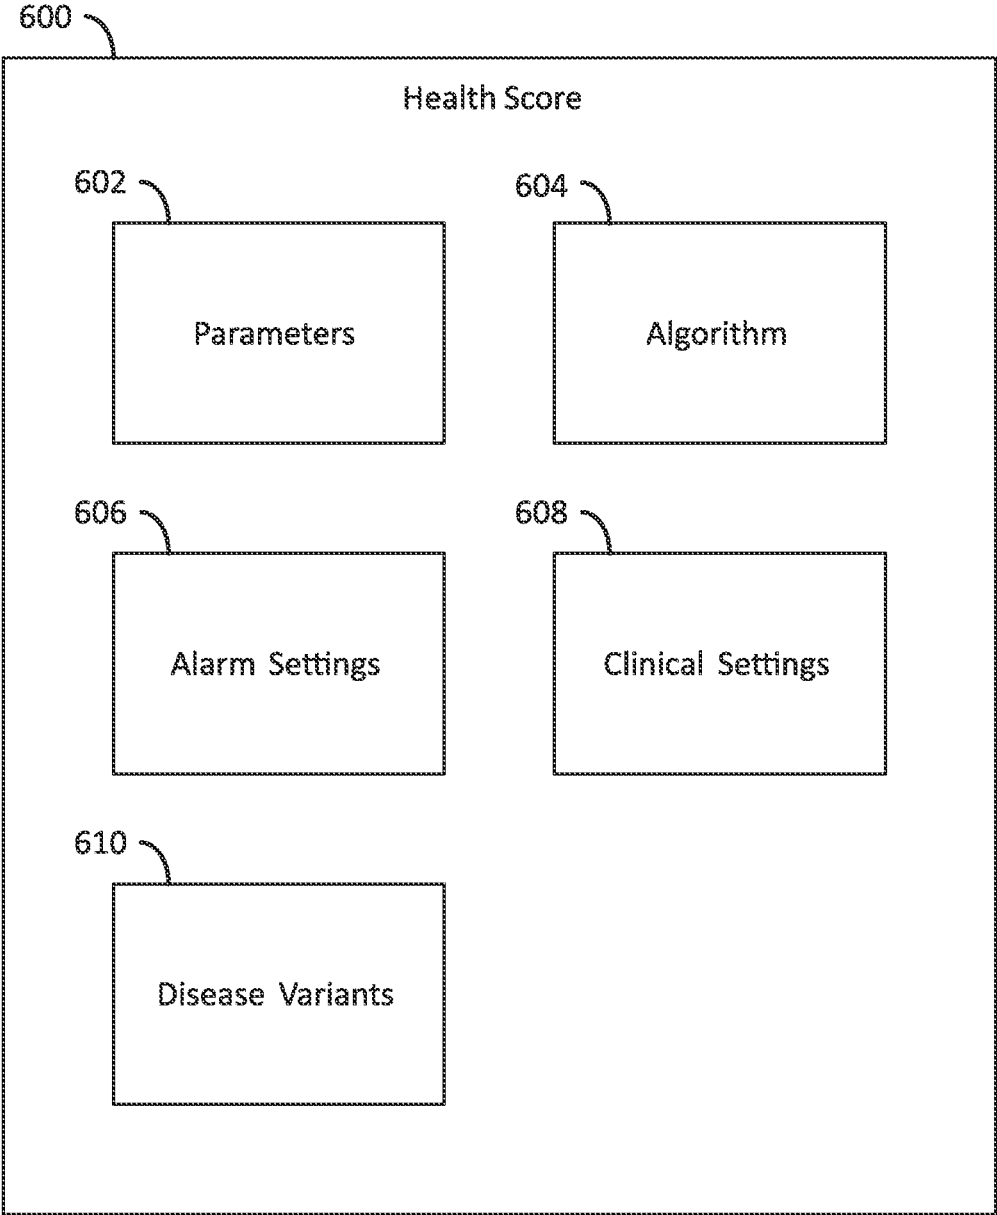 600
Health Score
602
604
Parameters
Algorithm
606
608
Alarm Settings
Clinical Settings
610
Disease Variants